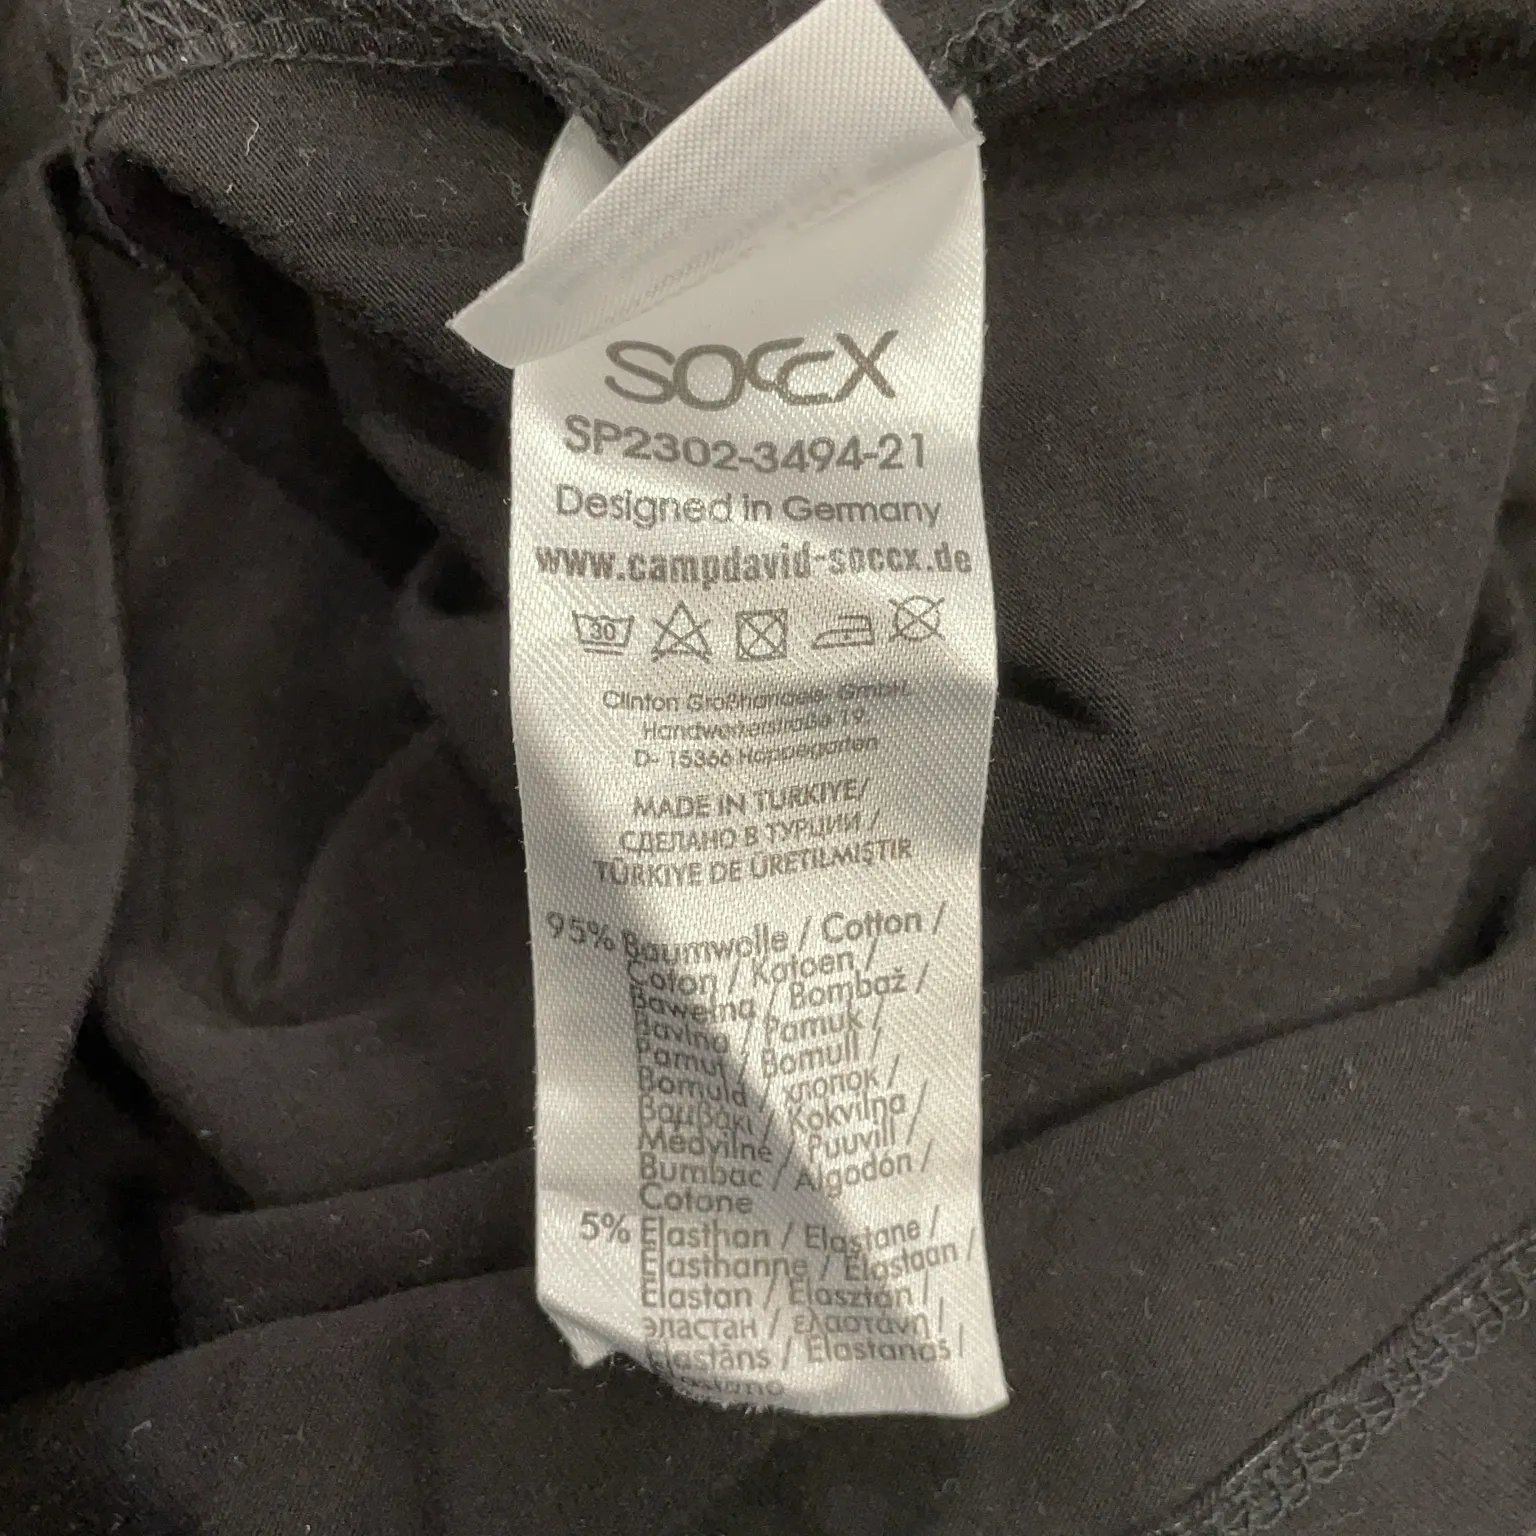 SOCCX
SP2302-3494-21
Designed in Germany
www.campdavid-soccx.de
30
Clinton Großhandels GmbH.
Handwerkerstraße 19.
D- 15366 Hoppegarten
MADE IN TURKIYE/
СДЕЛАНО В ТУРЦИИ /
TÜRKIYE DE ÜRETILMIŞTIR
95% Baumwolle / Cotton /
Coton / Katoen /
Bawełna / Bombaž /
Bavlna / Pamuk /
Pamut / Bomull /
Bomuld / хлопок /
Βαμβάκι / Kokvilna /
Medvilne / Puuvill /
Bumbac / Algodón /
Cotone
5% Elasthan / Elastane /
Elasthanne / Elastaan /
Elastan / Elasztán /
эластан / ελαστάνη /
Elastāns / Elastanas /